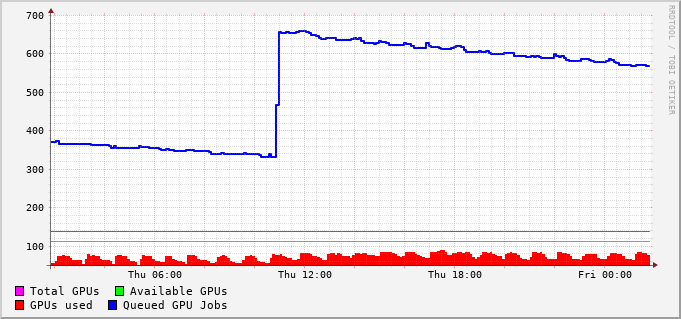 700
600
500
400
300
200
100
Thu 06:00 Thu 12:00 Thu 18:00 Fri 00:00
Total GPUs Available GPUs
GPUs used Queued GPU Jobs
RRDTOOL / TOBI OETIKER